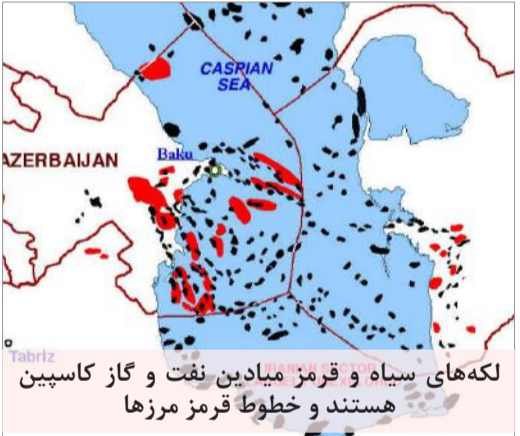 CASPIAN
SEA
AZERBAIJAN
Baku
Tabriz
لکه‌های سیاه و قرمز میادین نفت و گاز کاسپین
هستند و خطوط قرمز مرزها